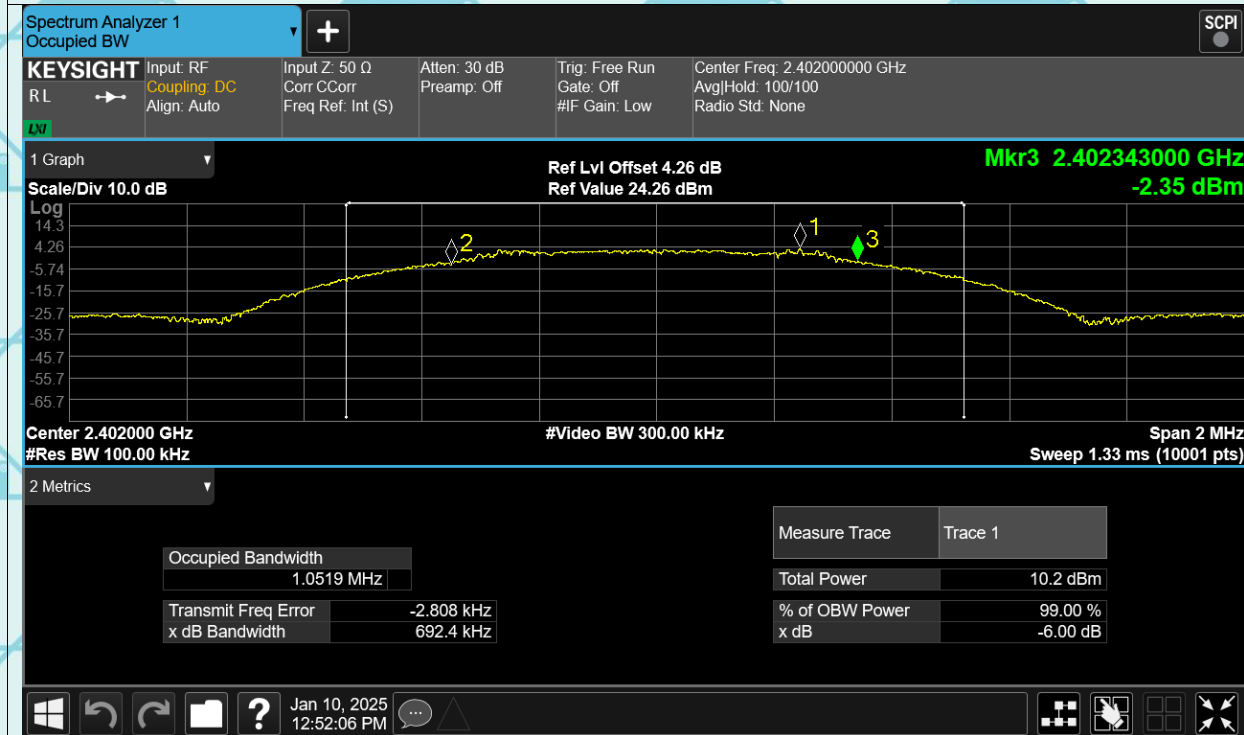 Spectrum Analyzer 1
Occupied BW
+
SCPI
KEYSIGHT
RL
LXI
Input: RF
Coupling: DC
Align: Auto
Input Z: 50 Ω
Corr CCorr
Freq Ref: Int (S)
Atten: 30 dB
Preamp: Off
Trig: Free Run
Gate: Off
#IF Gain: Low
Center Freq: 2.402000000 GHz
Avg|Hold: 100/100
Radio Std: None
1 Graph
Scale/Div 10.0 dB
Ref Lvl Offset 4.26 dB
Ref Value 24.26 dBm
Mkr3 2.402343000 GHz
-2.35 dBm
Log
14.3
4.26
-5.74
-15.7
-25.7
-35.7
-45.7
-55.7
-65.7
2
1
3
Center 2.402000 GHz
#Video BW 300.00 kHz
Span 2 MHz
#Res BW 100.00 kHz
Sweep 1.33 ms (10001 pts)
2 Metrics
Occupied Bandwidth
1.0519 MHz
Transmit Freq Error -2.808 kHz
x dB Bandwidth 692.4 kHz
Measure Trace Trace 1
Total Power 10.2 dBm
% of OBW Power 99.00 %
x dB -6.00 dB
?
Jan 10, 2025
12:52:06 PM